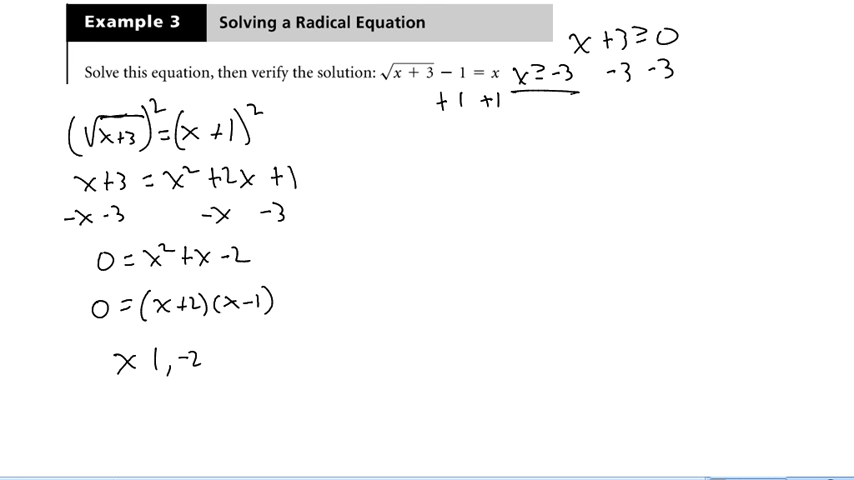 Example 3 Solving a Radical Equation
x + 3 ≥ 0
Solve this equation, then verify the solution: √(x + 3) − 1 = x x ≥ -3 -3 -3
+1 +1
(√(x+3))² = (x + 1)²
x+3 = x² +2x +1
-x -3 -x -3
0 = x² +x -2
0 = (x+2)(x-1)
x 1, -2